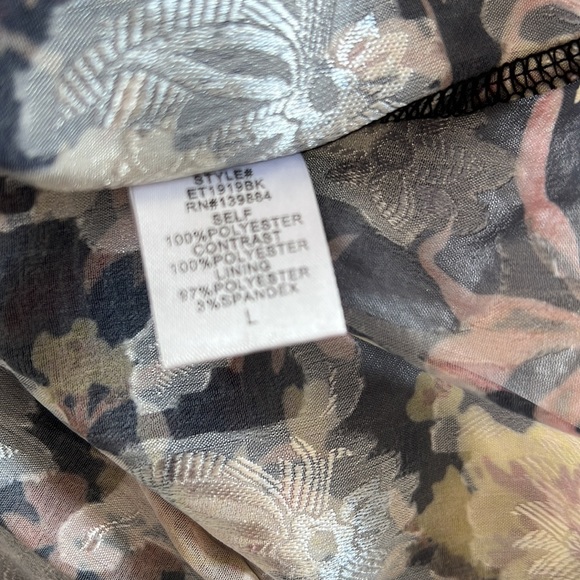 STYLE#
ET1919BK
RN#139884
SELF
100%POLYESTER
CONTRAST
100%POLYESTER
LINING
97%POLYESTER
3%SPANDEX
L